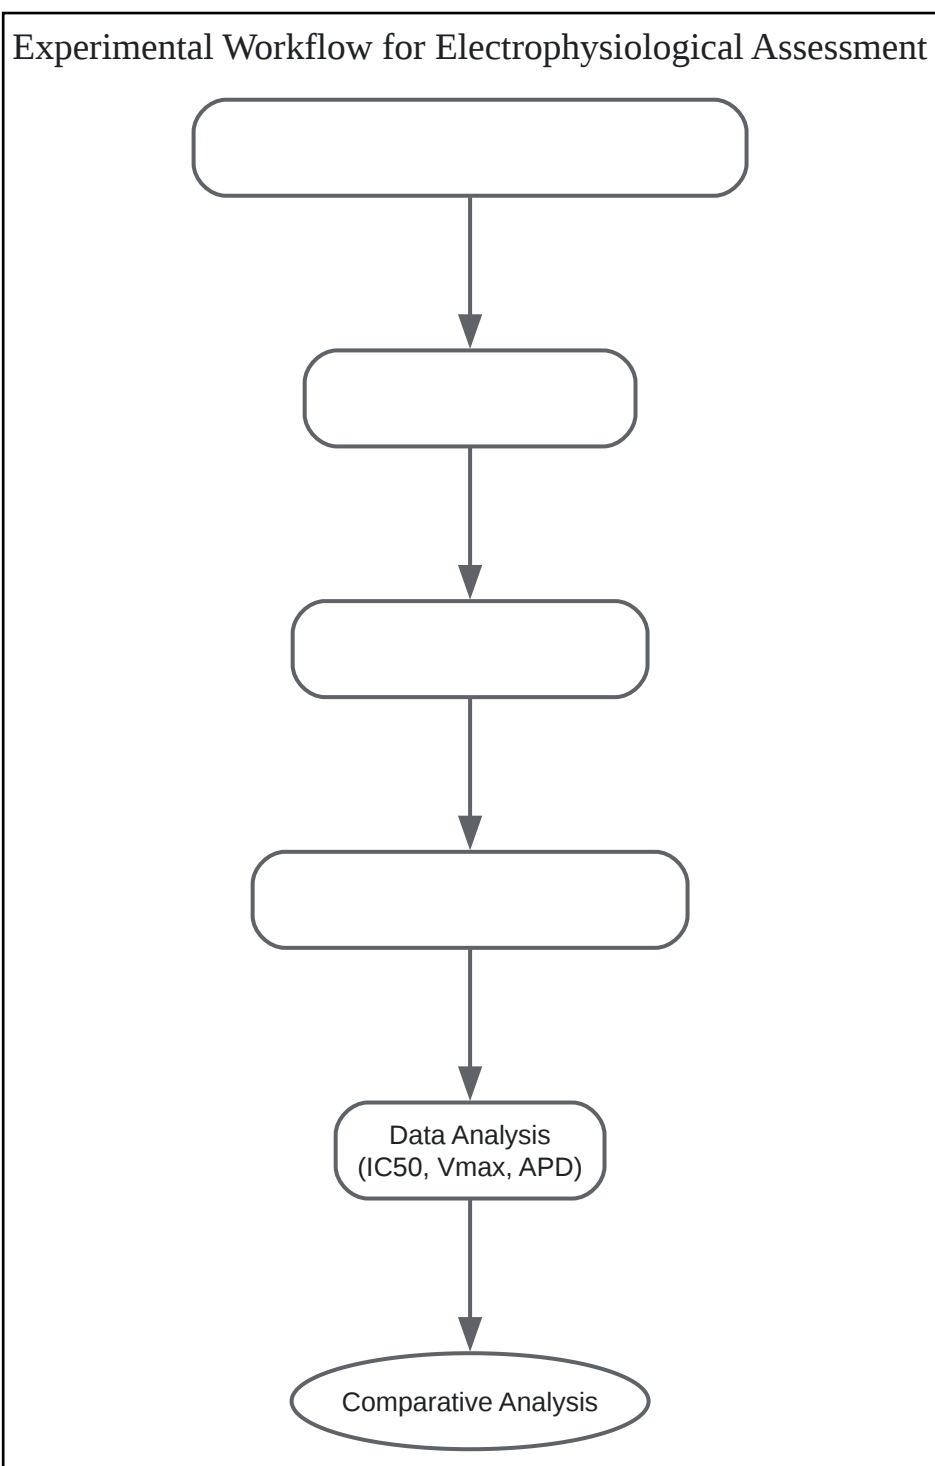 Experimental Workflow for Electrophysiological Assessment
Data Analysis
(IC50, Vmax, APD)
Comparative Analysis